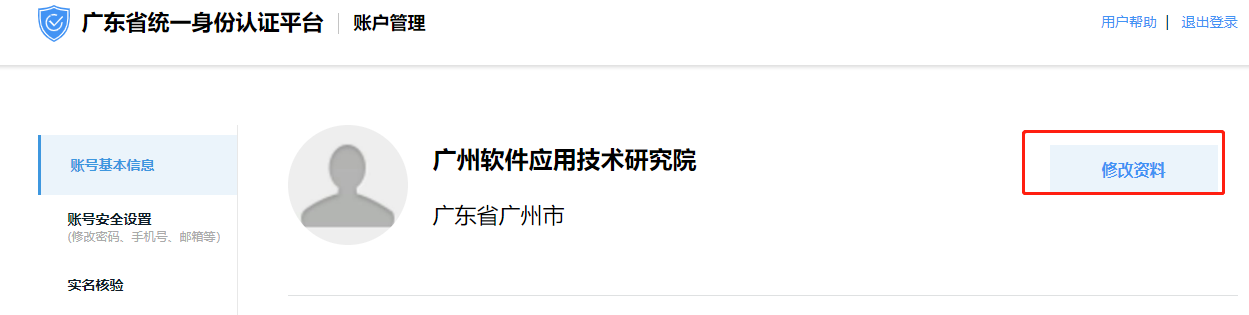 广东省统一身份认证平台 | 账户管理
用户帮助 | 退出登录
账号基本信息
账号安全设置
(修改密码、手机号、邮箱等)
实名核验
广州软件应用技术研究院
广东省广州市
修改资料